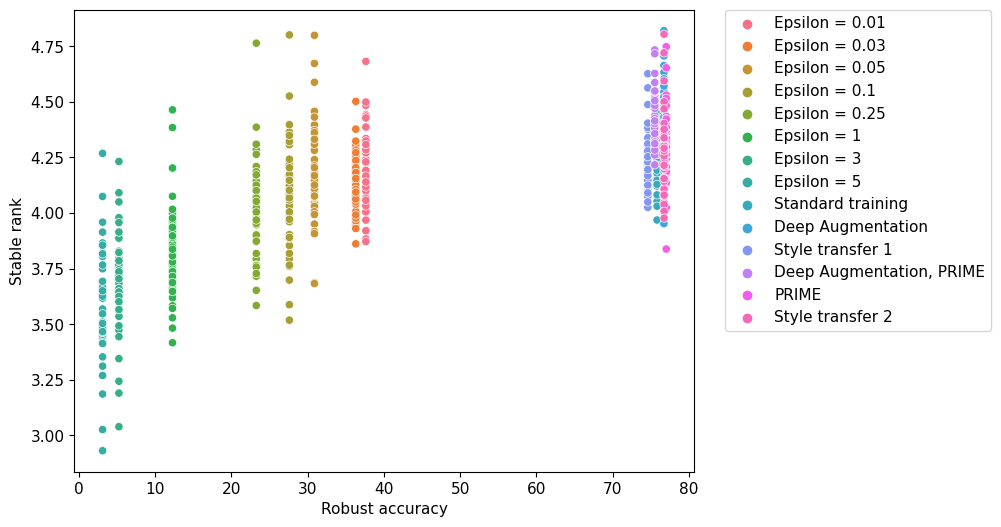 4.75
4.50
4.25
4.00
3.75
3.50
3.25
3.00
Stable rank
0
10
20
30
40
50
60
70
80
Robust accuracy
Epsilon = 0.01
Epsilon = 0.03
Epsilon = 0.05
Epsilon = 0.1
Epsilon = 0.25
Epsilon = 1
Epsilon = 3
Epsilon = 5
Standard training
Deep Augmentation
Style transfer 1
Deep Augmentation, PRIME
PRIME
Style transfer 2